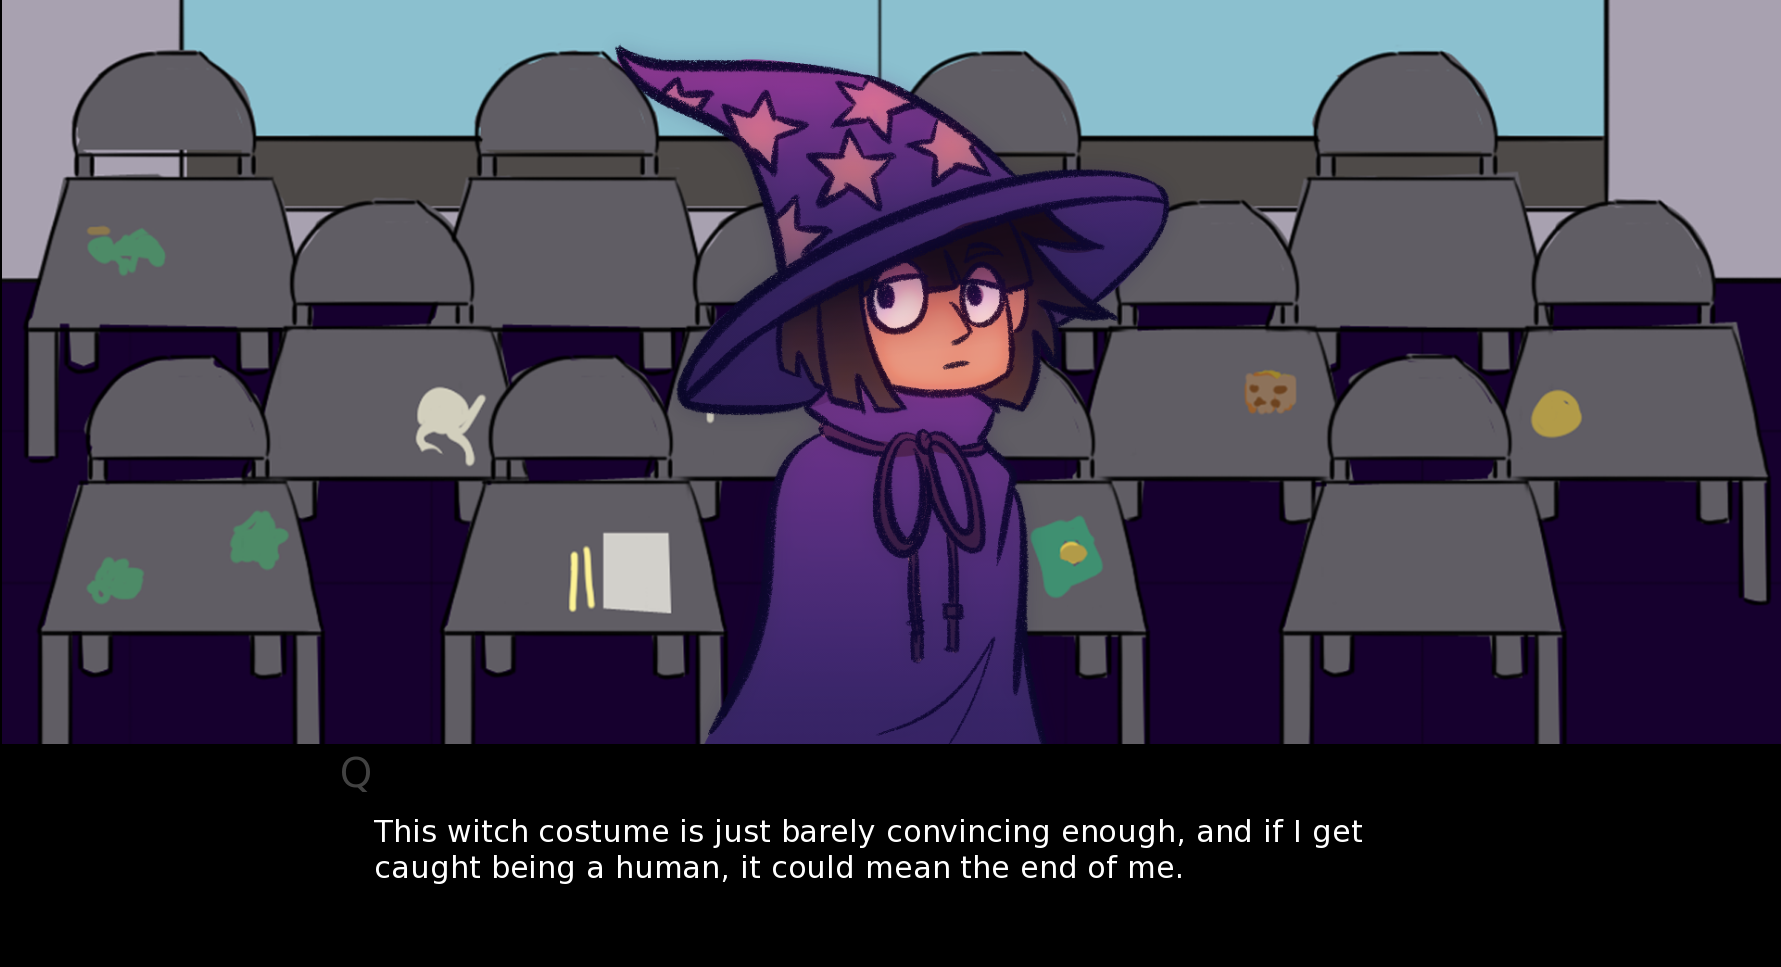 Q
This witch costume is just barely convincing enough, and if I get
caught being a human, it could mean the end of me.